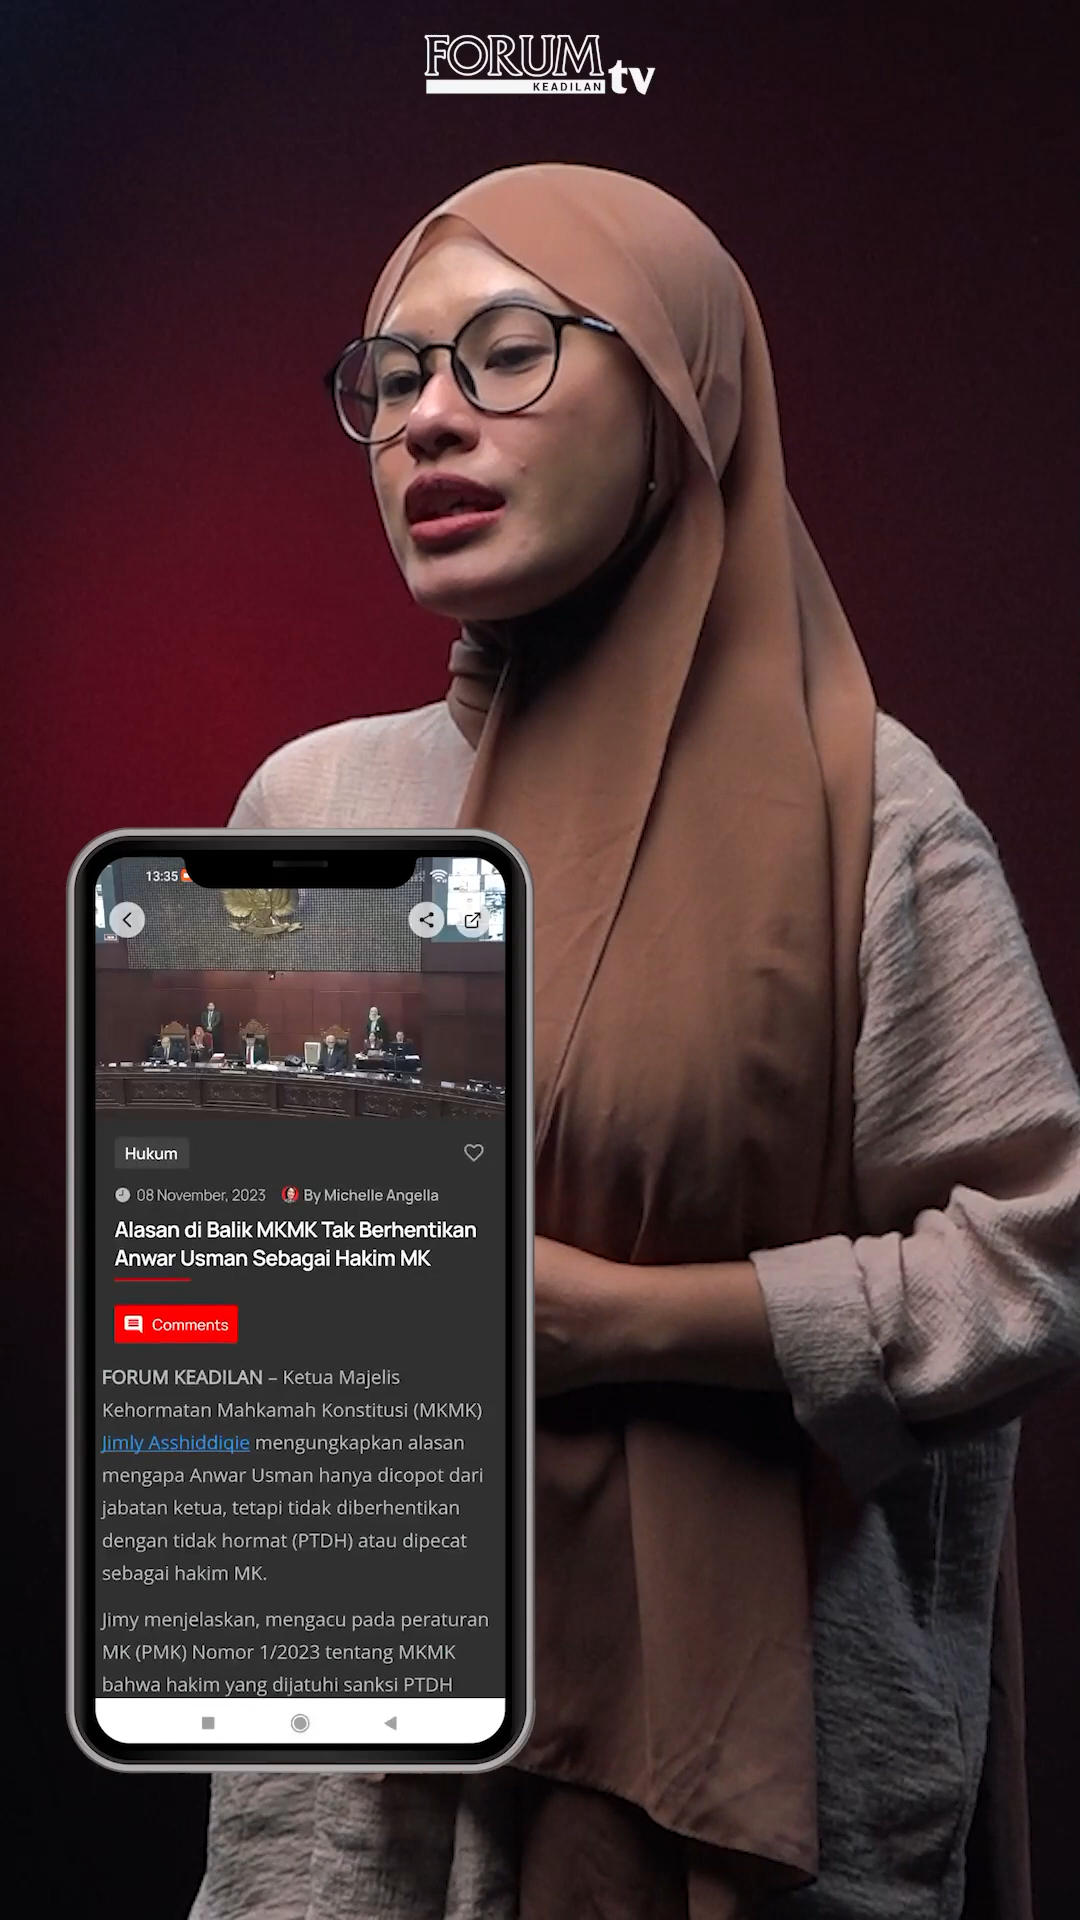 FORUM
KEADILAN tv
13:35
Hukum
08 November, 2023 By Michelle Angella
Alasan di Balik MKMK Tak Berhentikan
Anwar Usman Sebagai Hakim MK
Comments
FORUM KEADILAN – Ketua Majelis
Kehormatan Mahkamah Konstitusi (MKMK)
Jimly Asshiddiqie mengungkapkan alasan
mengapa Anwar Usman hanya dicopot dari
jabatan ketua, tetapi tidak diberhentikan
dengan tidak hormat (PTDH) atau dipecat
sebagai hakim MK.
Jimy menjelaskan, mengacu pada peraturan
MK (PMK) Nomor 1/2023 tentang MKMK
bahwa hakim yang dijatuhi sanksi PTDH